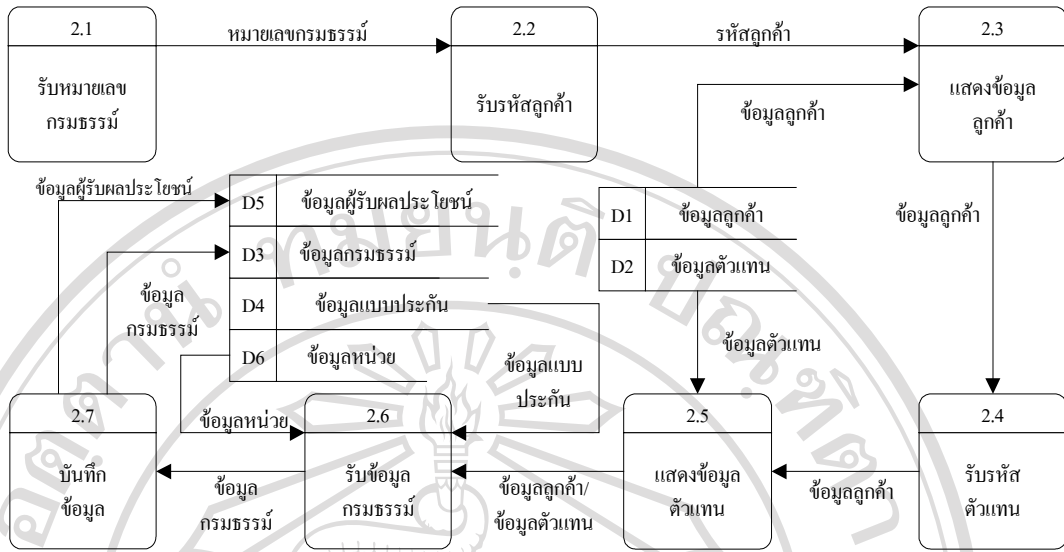 2.1
รับหมายเลข
กรมธรรม์
หมายเลขกรมธรรม์
2.2
รับรหัสลูกค้า
รหัสลูกค้า
2.3
แสดงข้อมูล
ลูกค้า
ข้อมูลลูกค้า
ข้อมูลผู้รับผลประโยชน์
D5 ข้อมูลผู้รับผลประโยชน์
D3 ข้อมูลกรมธรรม์
D4 ข้อมูลแบบประกัน
D6 ข้อมูลหน่วย
D1 ข้อมูลลูกค้า
D2 ข้อมูลตัวแทน
ข้อมูลลูกค้า
ข้อมูล
กรมธรรม์
ข้อมูลแบบ
ประกัน
ข้อมูลตัวแทน
ข้อมูลหน่วย
2.7
บันทึก
ข้อมูล
ข้อมูล
กรมธรรม์
2.6
รับข้อมูล
กรมธรรม์
ข้อมูลลูกค้า/
ข้อมูลตัวแทน
2.5
แสดงข้อมูล
ตัวแทน
ข้อมูลลูกค้า
2.4
รับรหัส
ตัวแทน